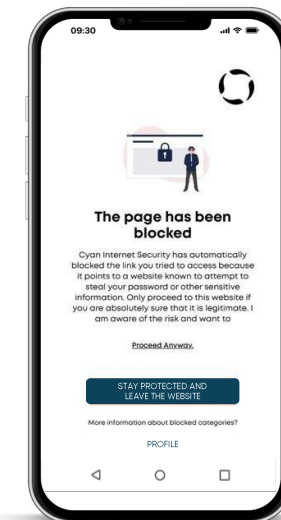 09:30
The page has been
blocked
Cyan Internet Security has automatically
blocked the link you tried to access because
it points to a website known to attempt to
steal your password or other sensitive
information. Only proceed to this website if
you are absolutely sure that it is legitimate. I
am aware of the risk and want to
Proceed Anyway.
STAY PROTECTED AND
LEAVE THE WEBSITE
More information about blocked categories?
PROFILE